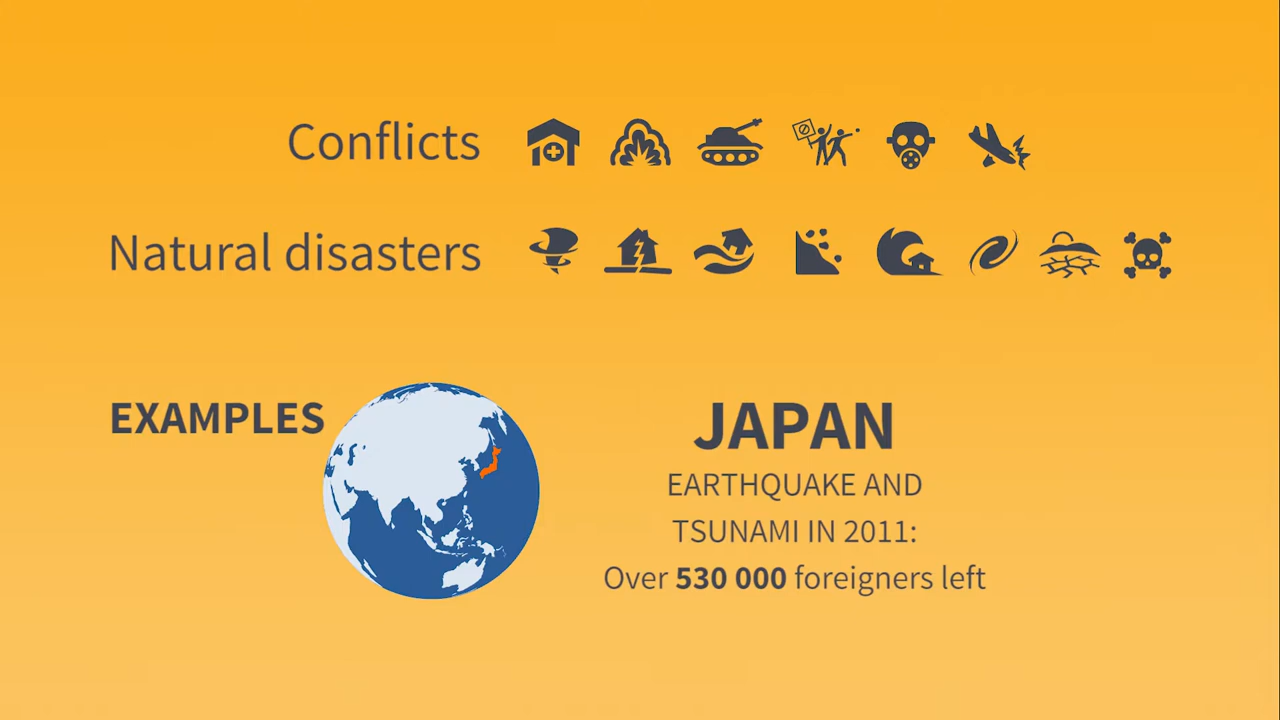 Conflicts
Natural disasters
EXAMPLES
JAPAN
EARTHQUAKE AND
TSUNAMI IN 2011:
Over 530 000 foreigners left